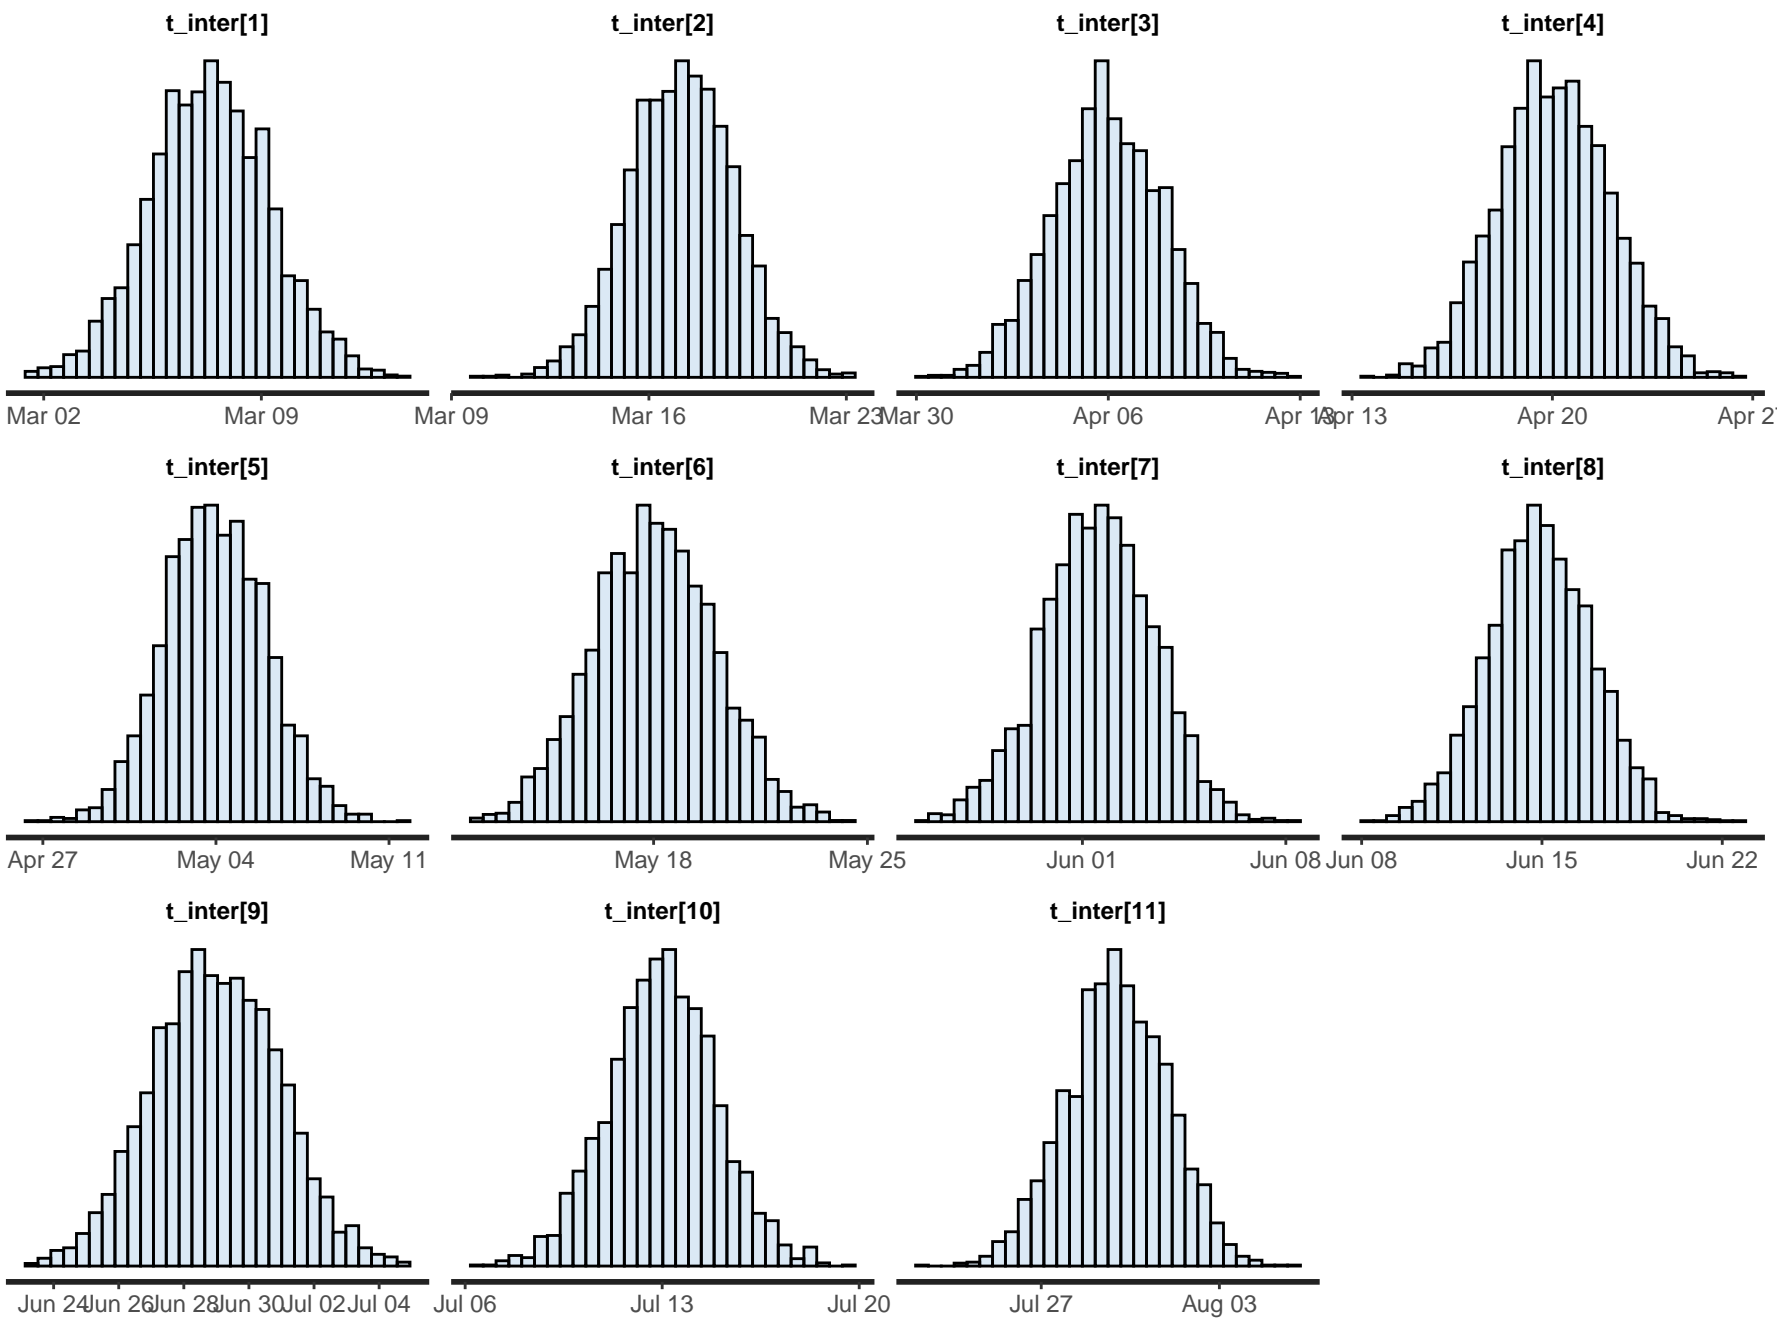 t_inter[1] t_inter[2] t_inter[3] t_inter[4]
Mar 02 Mar 09 Mar 09 Mar 16 Mar 23 Mar 30 Apr 06 Apr 13 Apr 13 Apr 20 Apr 27
t_inter[5] t_inter[6] t_inter[7] t_inter[8]
Apr 27 May 04 May 11 May 18 May 25 Jun 01 Jun 08 Jun 08 Jun 15 Jun 22
t_inter[9] t_inter[10] t_inter[11]
Jun 24 Jun 26 Jun 28 Jun 30 Jul 02 Jul 04 Jul 06 Jul 13 Jul 20 Jul 27 Aug 03